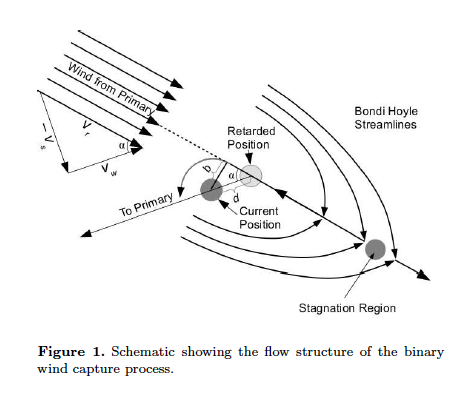 Wind from Primary
Bondi Hoyle
Streamlines
Retarded
Position
-V_s
V_r
α
V_w
b
α
d
To Primary
Current
Position
Stagnation Region
Figure 1. Schematic showing the flow structure of the binary
wind capture process.